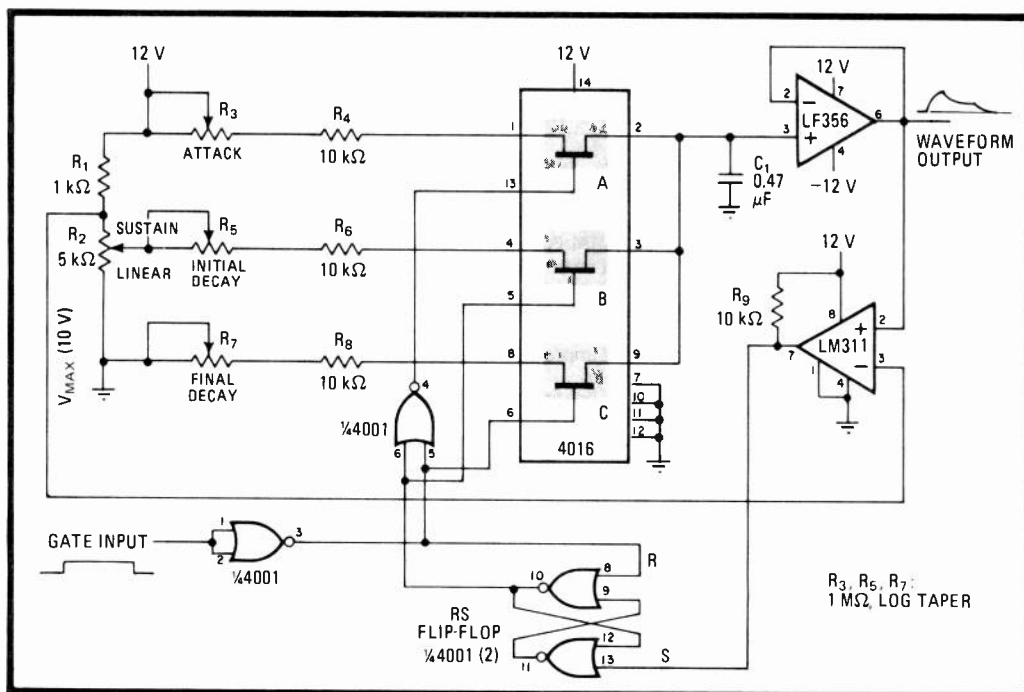 12 V
R3
ATTACK
R4
10 kΩ
R1
1 kΩ
R2
5 kΩ
SUSTAIN
LINEAR
R5
INITIAL
DECAY
R6
10 kΩ
VMAX (10 V)
R7
FINAL
DECAY
R8
10 kΩ
12 V
14
1
2
13
A
4
3
5
B
8
9
6
C
7
10
11
12
4016
4
¼4001
6
5
C1
0.47
μF
12 V
7
2
−
LF356
6
3
+
4
−12 V
WAVEFORM
OUTPUT
12 V
R9
10 kΩ
8
+
2
LM311
7
−
3
1
4
GATE INPUT
1
2
3
¼4001
R
10
8
9
RS
FLIP-FLOP
¼4001 (2)
12
13
11
S
R3, R5, R7:
1 MΩ, LOG TAPER